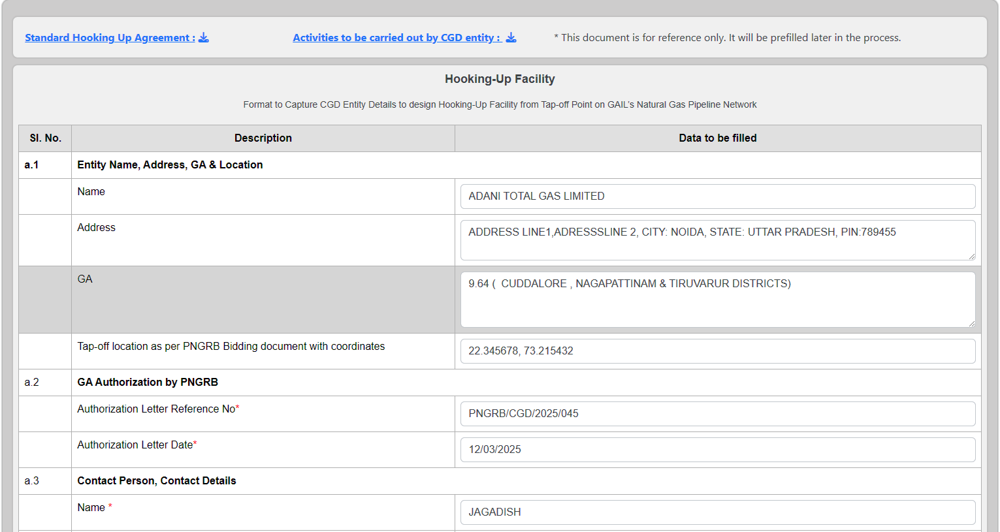 Standard Hooking Up Agreement :
Activities to be carried out by CGD entity :
* This document is for reference only. It will be prefilled later in the process.
Hooking-Up Facility
Format to Capture CGD Entity Details to design Hooking-Up Facility from Tap-off Point on GAIL's Natural Gas Pipeline Network
Sl. No. Description Data to be filled
a.1 Entity Name, Address, GA & Location
Name ADANI TOTAL GAS LIMITED
Address ADDRESS LINE1,ADRESSSLINE 2, CITY: NOIDA, STATE: UTTAR PRADESH, PIN:789455
GA 9.64 ( CUDDALORE , NAGAPATTINAM & TIRUVARUR DISTRICTS)
Tap-off location as per PNGRB Bidding document with coordinates 22.345678, 73.215432
a.2 GA Authorization by PNGRB
Authorization Letter Reference No* PNGRB/CGD/2025/045
Authorization Letter Date* 12/03/2025
a.3 Contact Person, Contact Details
Name * JAGADISH